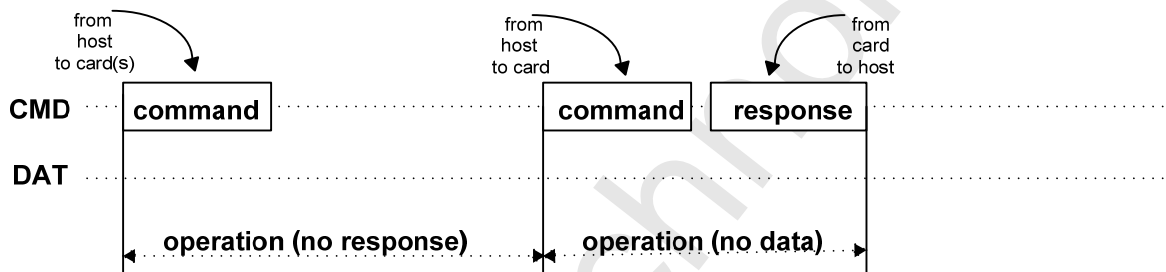 from
host
to card(s)
from
host
to card
from
card
to host
CMD
command
command
response
DAT
operation (no response)
operation (no data)